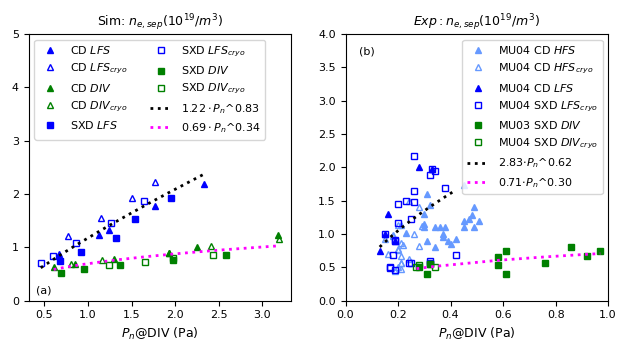 Sim: n_{e,sep}(10^{19}/m^3)
5
4
3
2
1
0
CD LFS
CD LFS_{cryo}
CD DIV
CD DIV_{cryo}
SXD LFS
SXD LFS_{cryo}
SXD DIV
SXD DIV_{cryo}
1.22 · P_n^0.83
0.69 · P_n^0.34
(a)
0.5 1.0 1.5 2.0 2.5 3.0
P_n@DIV (Pa)
Exp: n_{e,sep}(10^{19}/m^3)
4.0
3.5
3.0
2.5
2.0
1.5
1.0
0.5
0.0
(b)
MU04 CD HFS
MU04 CD HFS_{cryo}
MU04 CD LFS
MU04 SXD LFS_{cryo}
MU03 SXD DIV
MU04 SXD DIV_{cryo}
2.83·P_n^0.62
0.71·P_n^0.30
0.0 0.2 0.4 0.6 0.8 1.0
P_n@DIV (Pa)